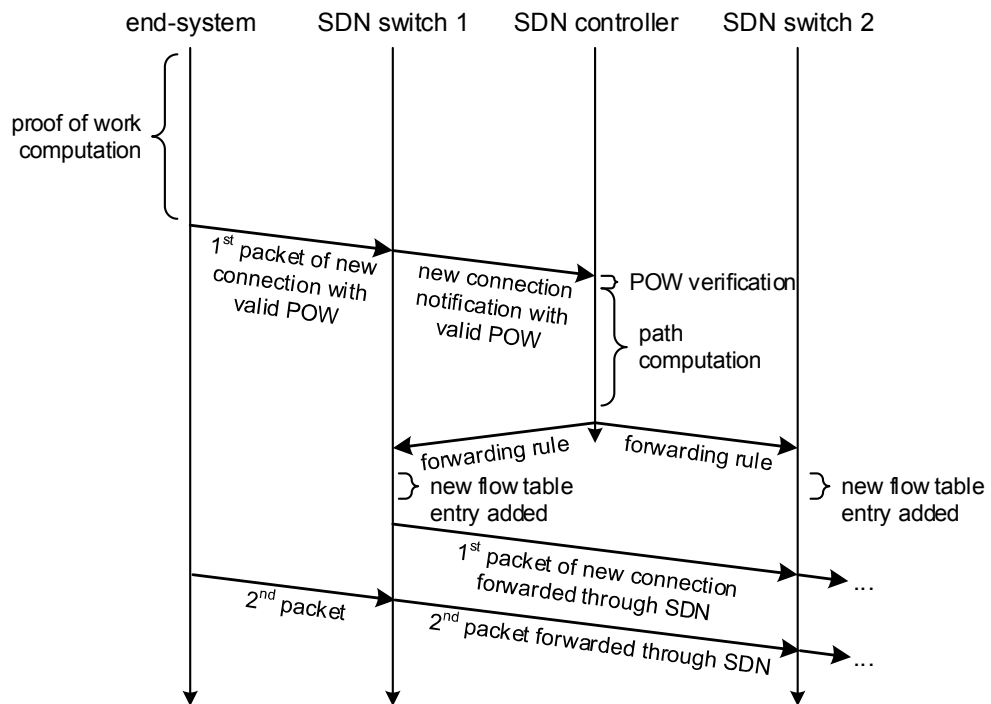 end-system
SDN switch 1
SDN controller
SDN switch 2
proof of work
computation
1st packet of new
connection with
valid POW
new connection
notification with
valid POW
POW verification
path
computation
forwarding rule
forwarding rule
new flow table
entry added
new flow table
entry added
1st packet of new connection
forwarded through SDN
...
2nd packet
2nd packet forwarded through SDN
...